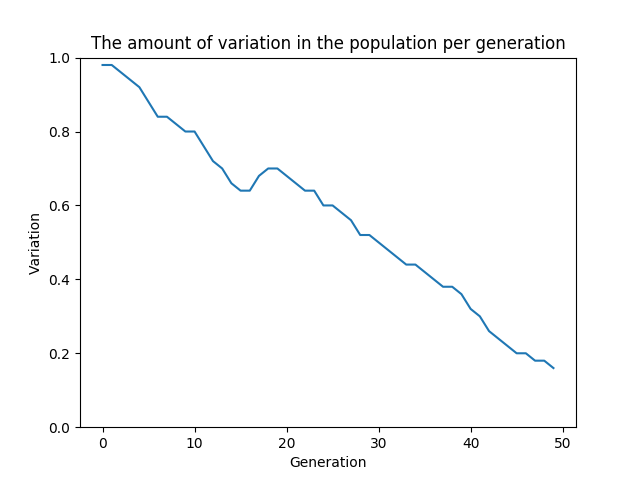 The amount of variation in the population per generation
1.0
0.8
0.6
0.4
0.2
0.0
Variation
0 10 20 30 40 50
Generation